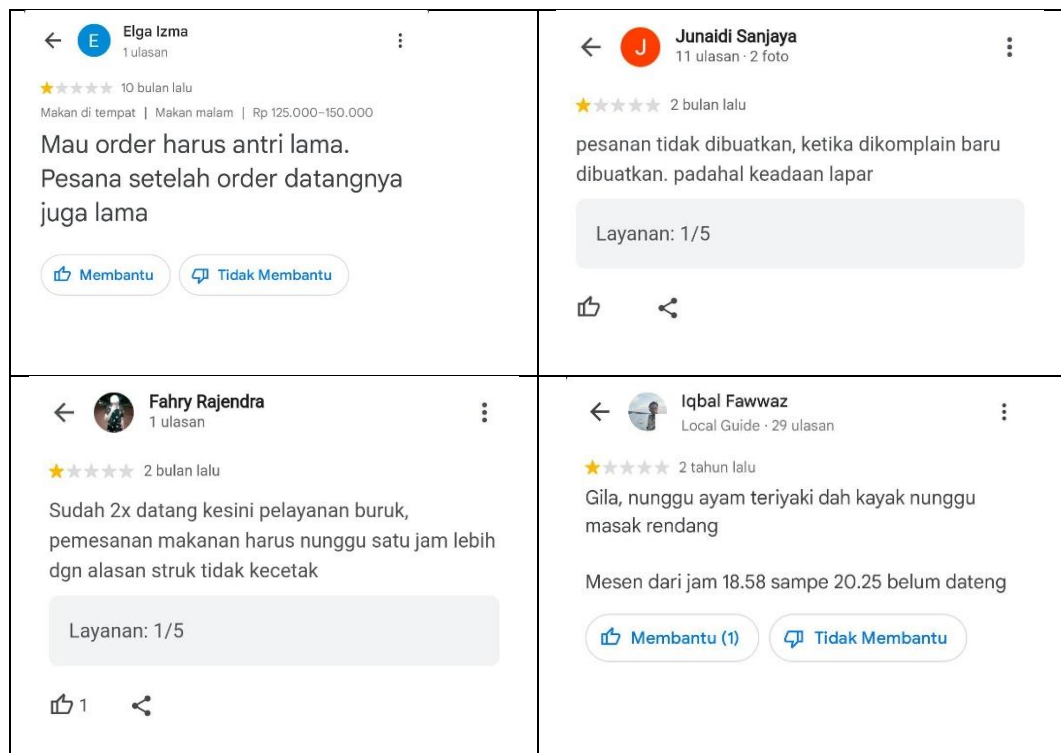 Elga Izma
1 ulasan
10 bulan lalu
Makan di tempat | Makan malam | Rp 125.000–150.000
Mau order harus antri lama.
Pesana setelah order datangnya
juga lama
Membantu
Tidak Membantu
Junaidi Sanjaya
11 ulasan · 2 foto
2 bulan lalu
pesanan tidak dibuatkan, ketika dikomplain baru
dibuatkan. padahal keadaan lapar
Layanan: 1/5
Fahry Rajendra
1 ulasan
2 bulan lalu
Sudah 2x datang kesini pelayanan buruk,
pemesanan makanan harus nunggu satu jam lebih
dgn alasan struk tidak kecetak
Layanan: 1/5
1
Iqbal Fawwaz
Local Guide · 29 ulasan
2 tahun lalu
Gila, nunggu ayam teriyaki dah kayak nunggu
masak rendang
Mesen dari jam 18.58 sampe 20.25 belum dateng
Membantu (1)
Tidak Membantu
E
J